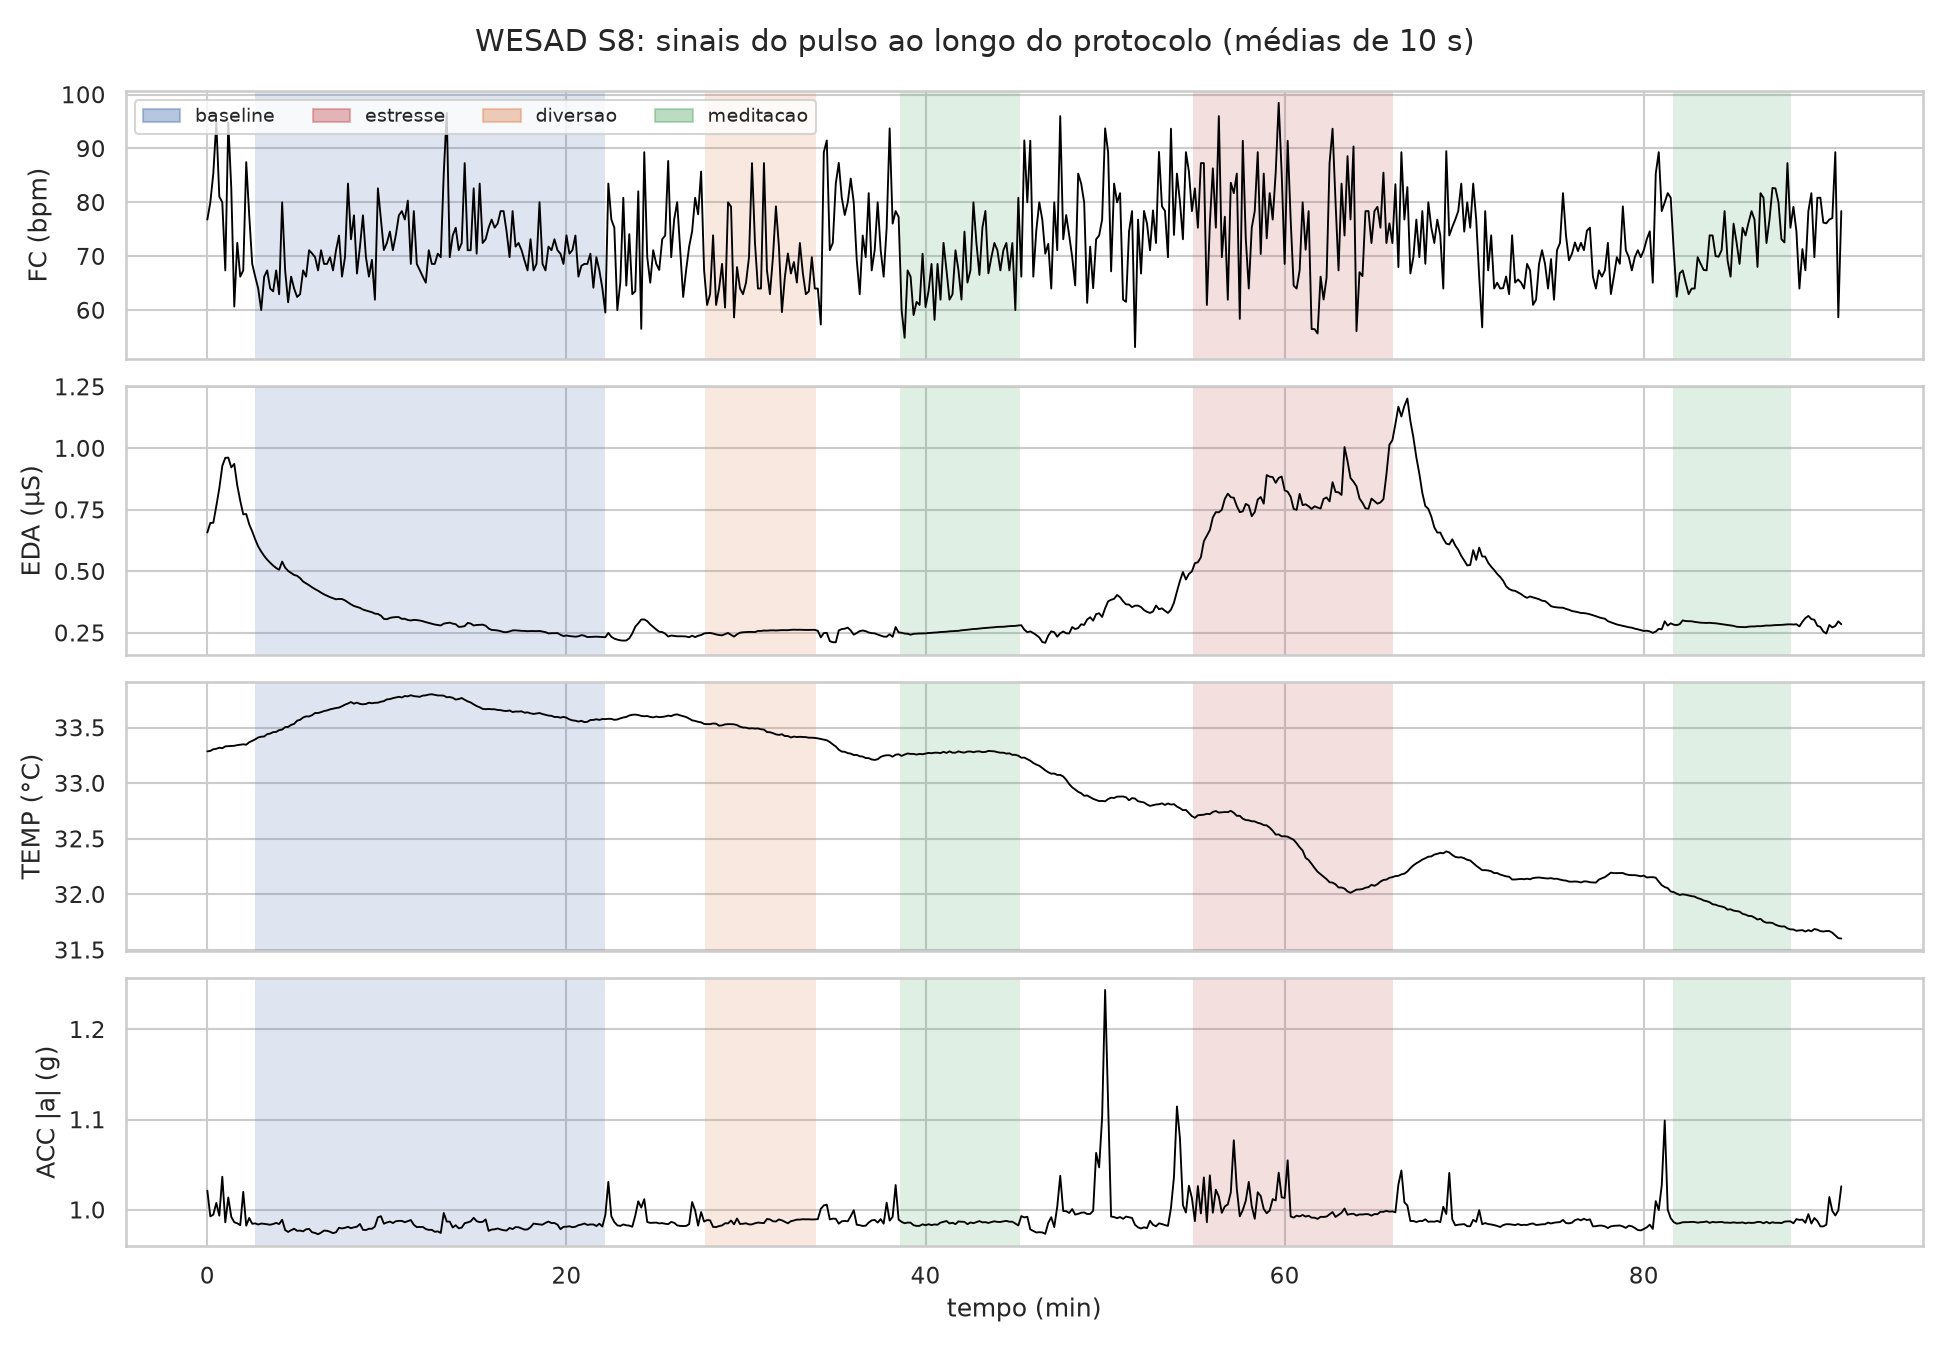 WESAD S8: sinais do pulso ao longo do protocolo (médias de 10 s)
baseline estresse diversao meditacao
FC (bpm)
100
90
80
70
60
EDA (µS)
1.25
1.00
0.75
0.50
0.25
TEMP (°C)
33.5
33.0
32.5
32.0
31.5
ACC |a| (g)
1.2
1.1
1.0
0 20 40 60 80
tempo (min)